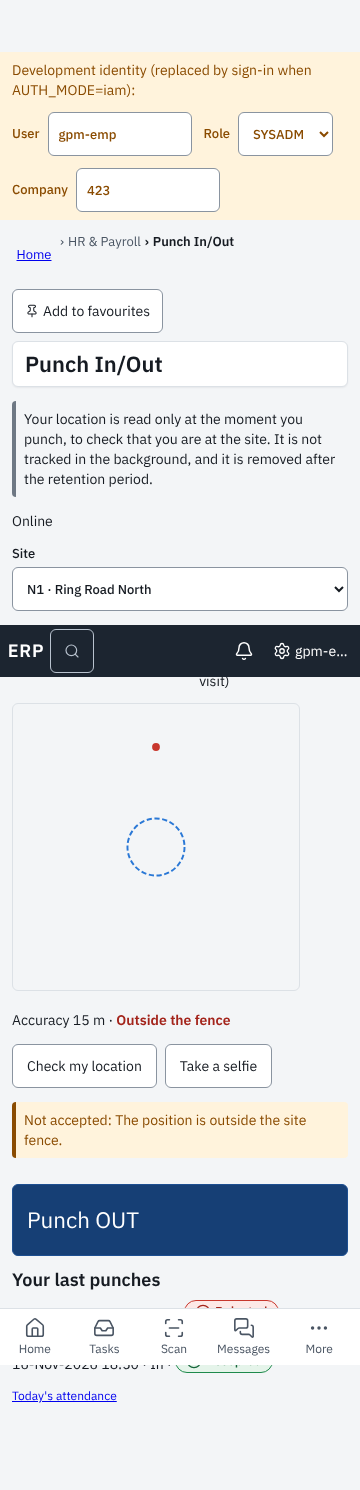 Development identity (replaced by sign-in when
AUTH_MODE=iam):
User gpm-emp Role SYSADM
Company 423
Home › HR & Payroll › Punch In/Out
Add to favourites
Punch In/Out
Your location is read only at the moment you
punch, to check that you are at the site. It is not
tracked in the background, and it is removed after
the retention period.
Online
Site
N1 · Ring Road North
ERP gpm-e...
visit)
Accuracy 15 m · Outside the fence
Check my location Take a selfie
Not accepted: The position is outside the site
fence.
Punch OUT
Your last punches
Home Tasks Scan Messages More
Today's attendance